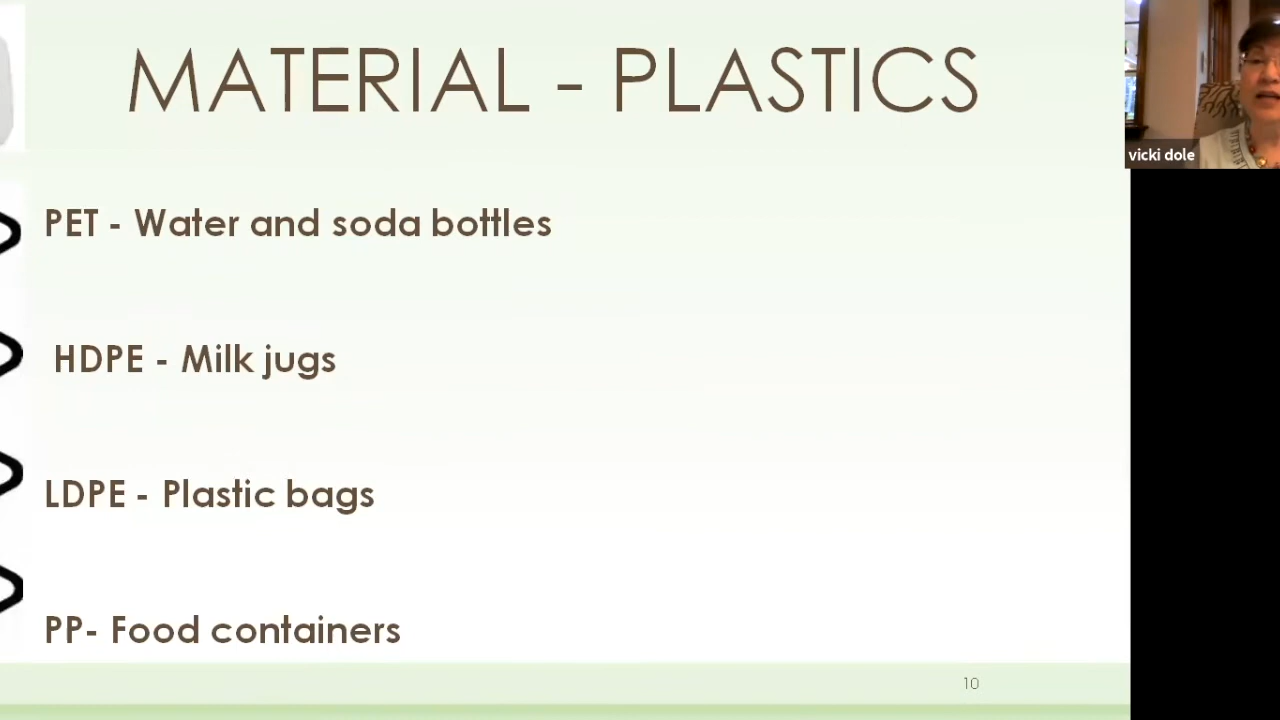 MATERIAL - PLASTICS
vicki dole
PET - Water and soda bottles
HDPE - Milk jugs
LDPE - Plastic bags
PP- Food containers
10